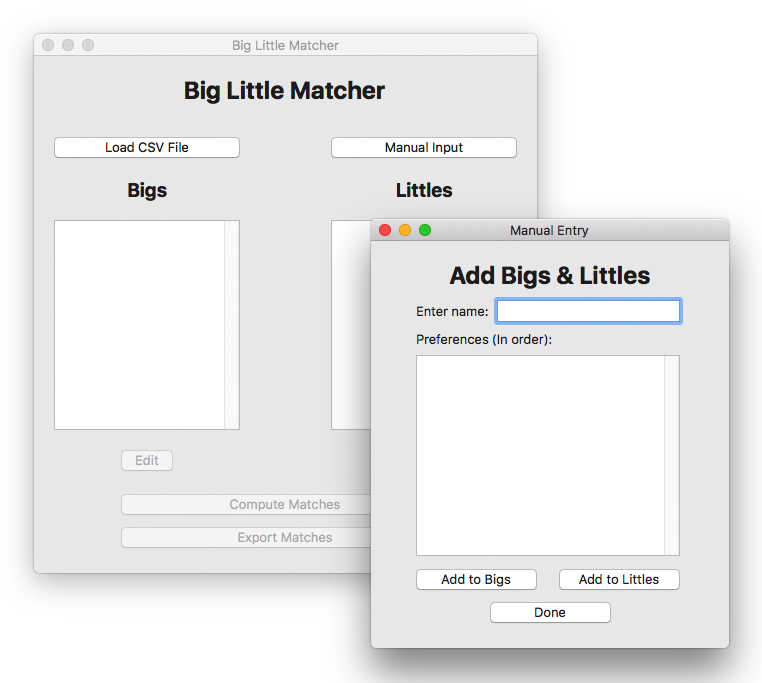 Big Little Matcher
Big Little Matcher
Load CSV File
Manual Input
Bigs
Littles
Edit
Compute Matches
Export Matches
Manual Entry
Add Bigs & Littles
Enter name:
Preferences (In order):
Add to Bigs
Add to Littles
Done